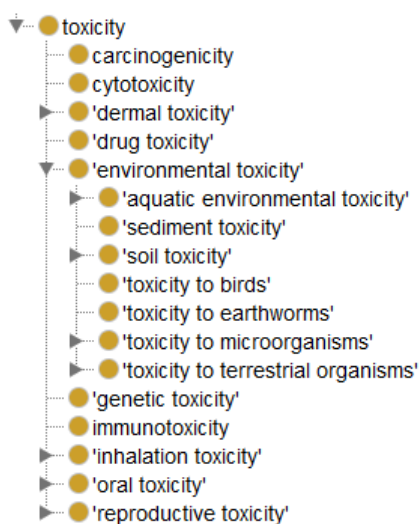 toxicity
carcinogenicity
cytotoxicity
'dermal toxicity'
'drug toxicity'
'environmental toxicity'
'aquatic environmental toxicity'
'sediment toxicity'
'soil toxicity'
'toxicity to birds'
'toxicity to earthworms'
'toxicity to microorganisms'
'toxicity to terrestrial organisms'
'genetic toxicity'
immunotoxicity
'inhalation toxicity'
'oral toxicity'
'reproductive toxicity'